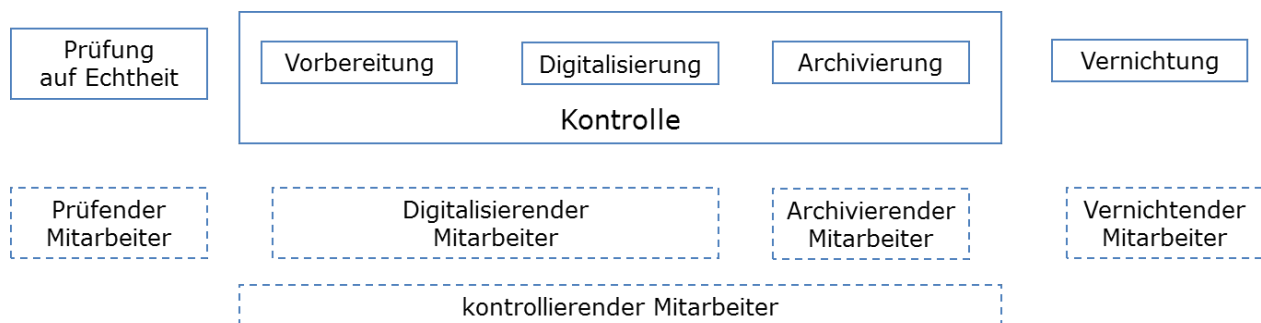 Prüfung
auf Echtheit
Vorbereitung
Digitalisierung
Archivierung
Vernichtung
Kontrolle
Prüfender
Mitarbeiter
Digitalisierender
Mitarbeiter
Archivierender
Mitarbeiter
Vernichtender
Mitarbeiter
kontrollierender Mitarbeiter